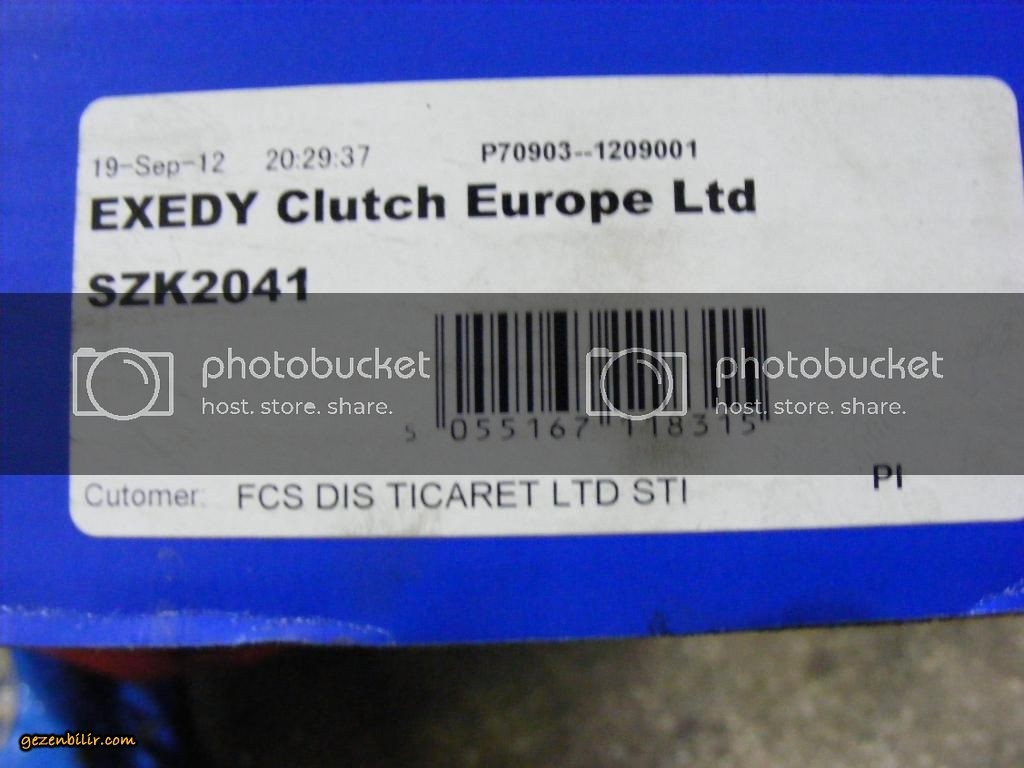 19-Sep-12 20:29:37 P70903--1209001
EXEDY Clutch Europe Ltd
SZK2041
photobucket photobucket
host. store. share. host. store. share.
5 055167 118315
Cutomer: FCS DIS TICARET LTD STI
PI
gezenbilir.com